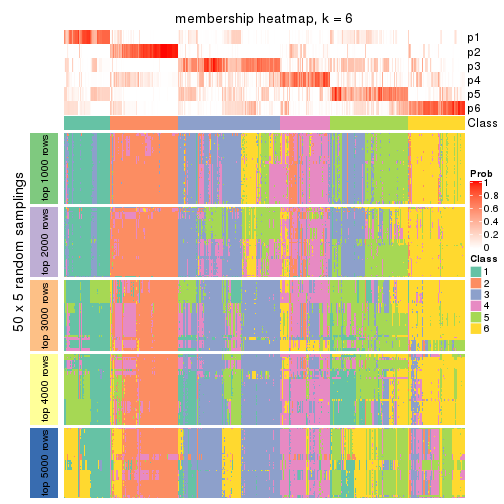 membership heatmap, k = 6
p1
p2
p3
p4
p5
p6
Class
50 x 5 random samplings
top 1000 rows
top 2000 rows
top 3000 rows
top 4000 rows
top 5000 rows
Prob
1
0.8
0.6
0.4
0.2
0
Class
1
2
3
4
5
6